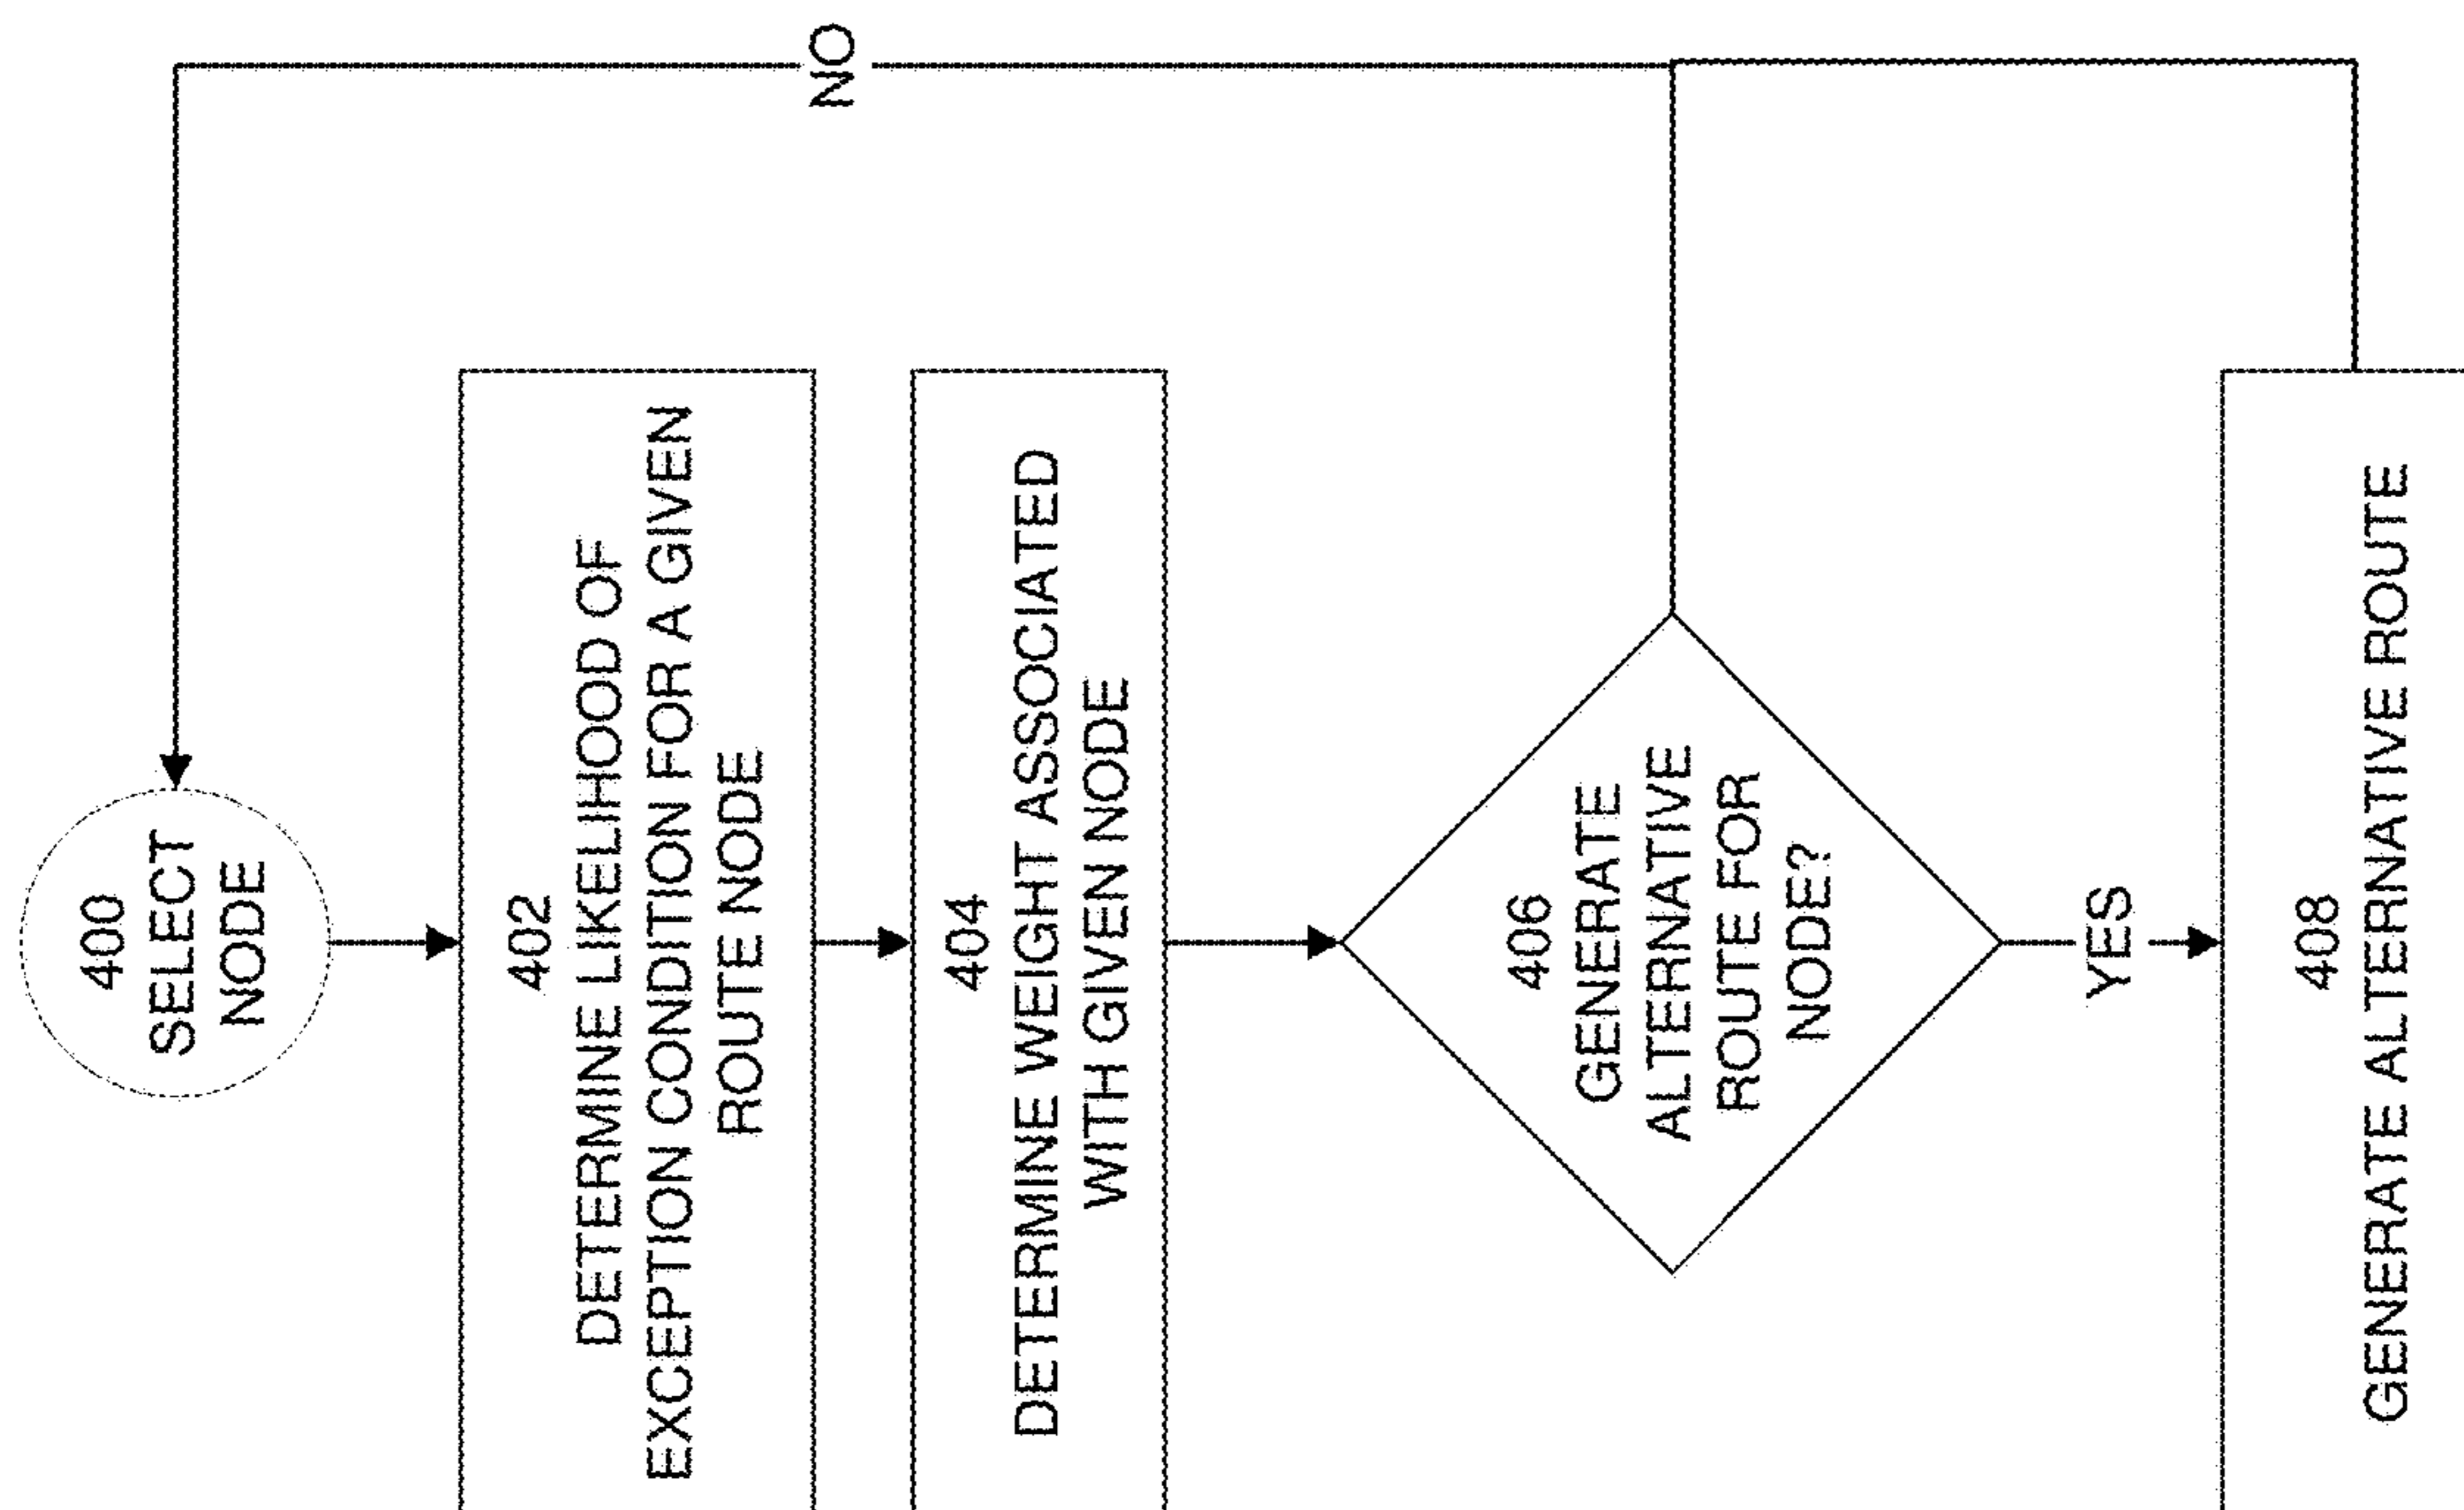 400
SELECT
NODE
402
DETERMINE LIKELIHOOD OF
EXCEPTION CONDITION FOR A GIVEN
ROUTE NODE
404
DETERMINE WEIGHT ASSOCIATED
WITH GIVEN NODE
406
GENERATE
ALTERNATIVE
ROUTE FOR
NODE?
NO
YES
408
GENERATE ALTERNATIVE ROUTE